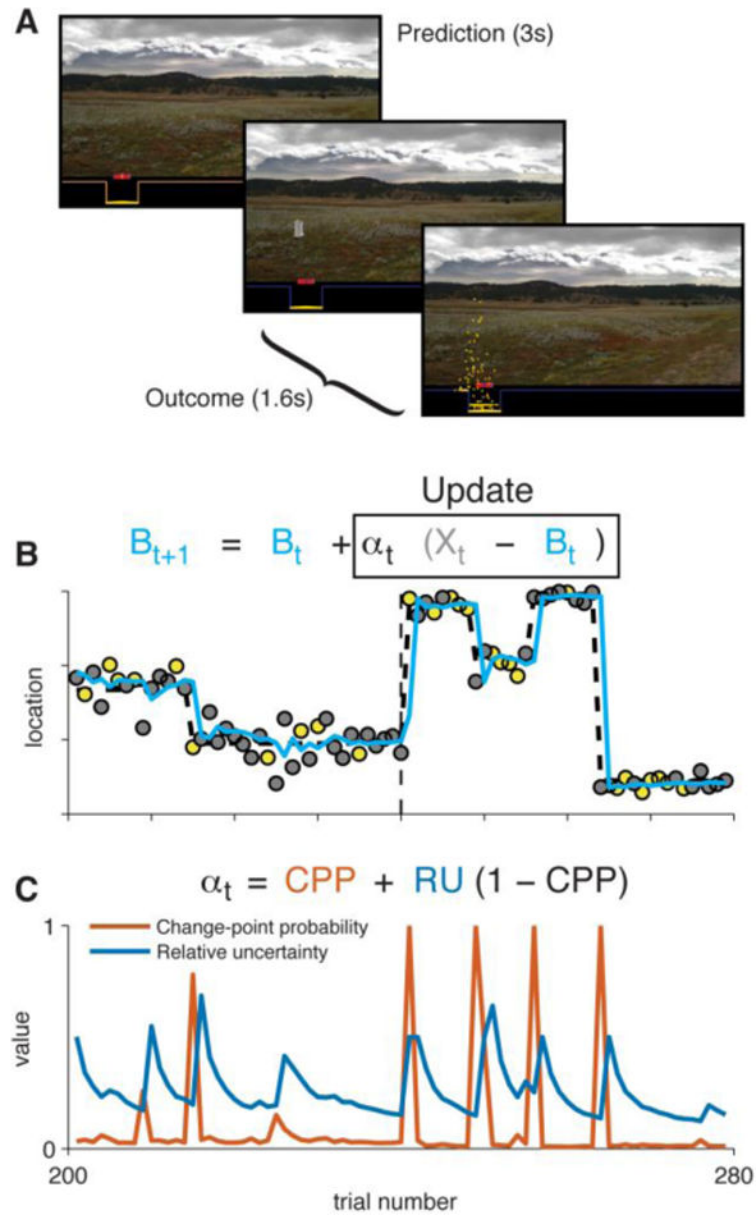 A
Prediction (3s)
Outcome (1.6s)
Update
B
Bₜ₊₁ = Bₜ + αₜ (Xₜ − Bₜ)
location
C
αₜ = CPP + RU (1 − CPP)
1
Change-point probability
Relative uncertainty
value
0
200
280
trial number